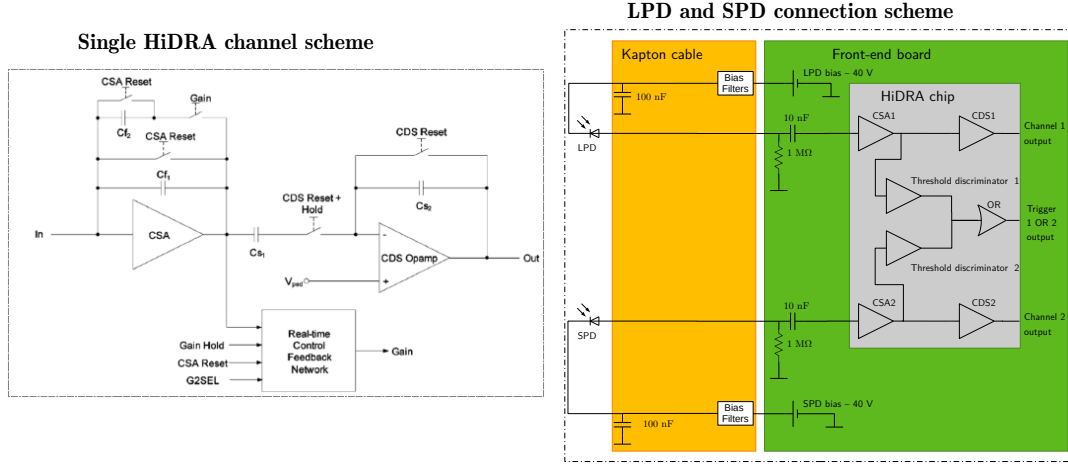 LPD and SPD connection scheme
Single HiDRA channel scheme
CSA Reset
Gain
Cf2
CSA Reset
Cf1
CDS Reset
Cs2
CDS Reset +
Hold
In
CSA
Cs1
CDS Opamp
-
+
Out
Vpad
Real-time
Control
Feedback
Network
Gain Hold
CSA Reset
G2SEL
Gain
Kapton cable
Front-end board
Bias
Filters
LPD bias ~ 40 V
100 nF
HiDRA chip
LPD
10 nF
1 MΩ
CSA1
CDS1
Channel 1
output
Threshold discriminator 1
OR
Trigger
1 OR 2
output
Threshold discriminator 2
SPD
10 nF
1 MΩ
CSA2
CDS2
Channel 2
output
Bias
Filters
SPD bias ~ 40 V
100 nF